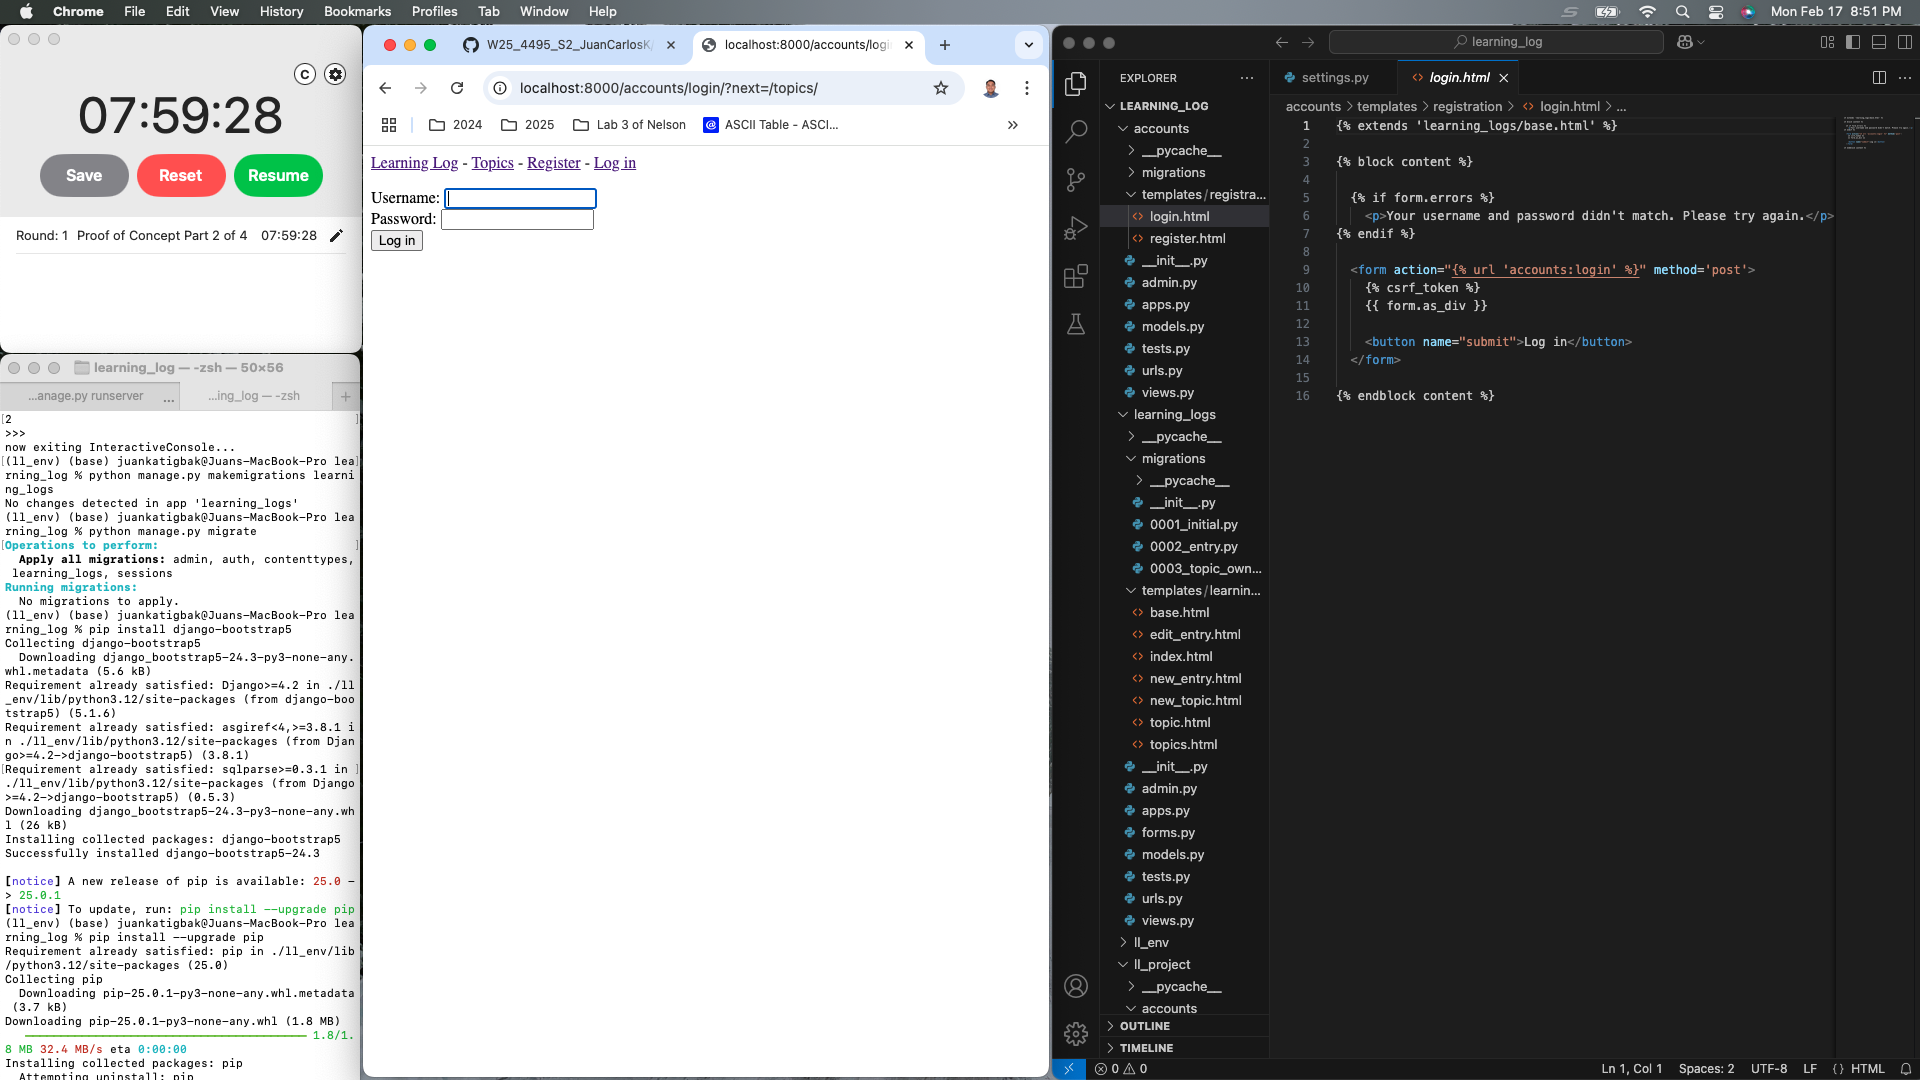 Chrome File Edit View History Bookmarks Profiles Tab Window Help
Mon Feb 17 8:51 PM
C
07:59:28
Save Reset Resume
Round: 1 Proof of Concept Part 2 of 4 07:59:28
learning_log — -zsh — 50×56
...anage.py runserver ... ...ing_log — -zsh +
[2 ]
>>>
now exiting InteractiveConsole...
[(ll_env) (base) juankatigbak@Juans-MacBook-Pro lea]
rning_log % python manage.py makemigrations learni
ng_logs
No changes detected in app 'learning_logs'
(ll_env) (base) juankatigbak@Juans-MacBook-Pro lea
rning_log % python manage.py migrate
[Operations to perform: ]
Apply all migrations: admin, auth, contenttypes,
learning_logs, sessions
Running migrations:
No migrations to apply.
(ll_env) (base) juankatigbak@Juans-MacBook-Pro lea
rning_log % pip install django-bootstrap5
Collecting django-bootstrap5
Downloading django_bootstrap5-24.3-py3-none-any.
whl.metadata (5.6 kB)
Requirement already satisfied: Django>=4.2 in ./ll
_env/lib/python3.12/site-packages (from django-boo
tstrap5) (5.1.6)
Requirement already satisfied: asgiref<4,>=3.8.1 i
n ./ll_env/lib/python3.12/site-packages (from Djan
go>=4.2->django-bootstrap5) (3.8.1)
[Requirement already satisfied: sqlparse>=0.3.1 in ]
./ll_env/lib/python3.12/site-packages (from Django
>=4.2->django-bootstrap5) (0.5.3)
Downloading django_bootstrap5-24.3-py3-none-any.wh
l (26 kB)
Installing collected packages: django-bootstrap5
Successfully installed django-bootstrap5-24.3
[notice] A new release of pip is available: 25.0 -
> 25.0.1
[notice] To update, run: pip install --upgrade pip
(ll_env) (base) juankatigbak@Juans-MacBook-Pro lea
rning_log % pip install --upgrade pip
Requirement already satisfied: pip in ./ll_env/lib
/python3.12/site-packages (25.0)
Collecting pip
Downloading pip-25.0.1-py3-none-any.whl.metadata
(3.7 kB)
Downloading pip-25.0.1-py3-none-any.whl (1.8 MB)
1.8/1.
8 MB 32.4 MB/s eta 0:00:00
Installing collected packages: pip
Attempting uninstall: pip
W25_4495_S2_JuanCarlosK
localhost:8000/accounts/logi
localhost:8000/accounts/login/?next=/topics/
2024 2025 Lab 3 of Nelson ASCII Table - ASCI... »
Learning Log - Topics - Register - Log in
Username:
Password:
Log in
learning_log
EXPLORER
LEARNING_LOG
accounts
__pycache__
migrations
templates/registra...
login.html
register.html
__init__.py
admin.py
apps.py
models.py
tests.py
urls.py
views.py
learning_logs
__pycache__
migrations
__pycache__
__init__.py
0001_initial.py
0002_entry.py
0003_topic_own...
templates/learnin...
base.html
edit_entry.html
index.html
new_entry.html
new_topic.html
topic.html
topics.html
__init__.py
admin.py
apps.py
forms.py
models.py
tests.py
urls.py
views.py
ll_env
ll_project
__pycache__
accounts
OUTLINE
TIMELINE
settings.py login.html
accounts > templates > registration > login.html > ...
1 {% extends 'learning_logs/base.html' %}
2
3 {% block content %}
4
5 {% if form.errors %}
6 <p>Your username and password didn't match. Please try again.</p>
7 {% endif %}
8
9 <form action="{% url 'accounts:login' %}" method='post'>
10 {% csrf_token %}
11 {{ form.as_div }}
12
13 <button name="submit">Log in</button>
14 </form>
15
16 {% endblock content %}
0 0
Ln 1, Col 1 Spaces: 2 UTF-8 LF {} HTML